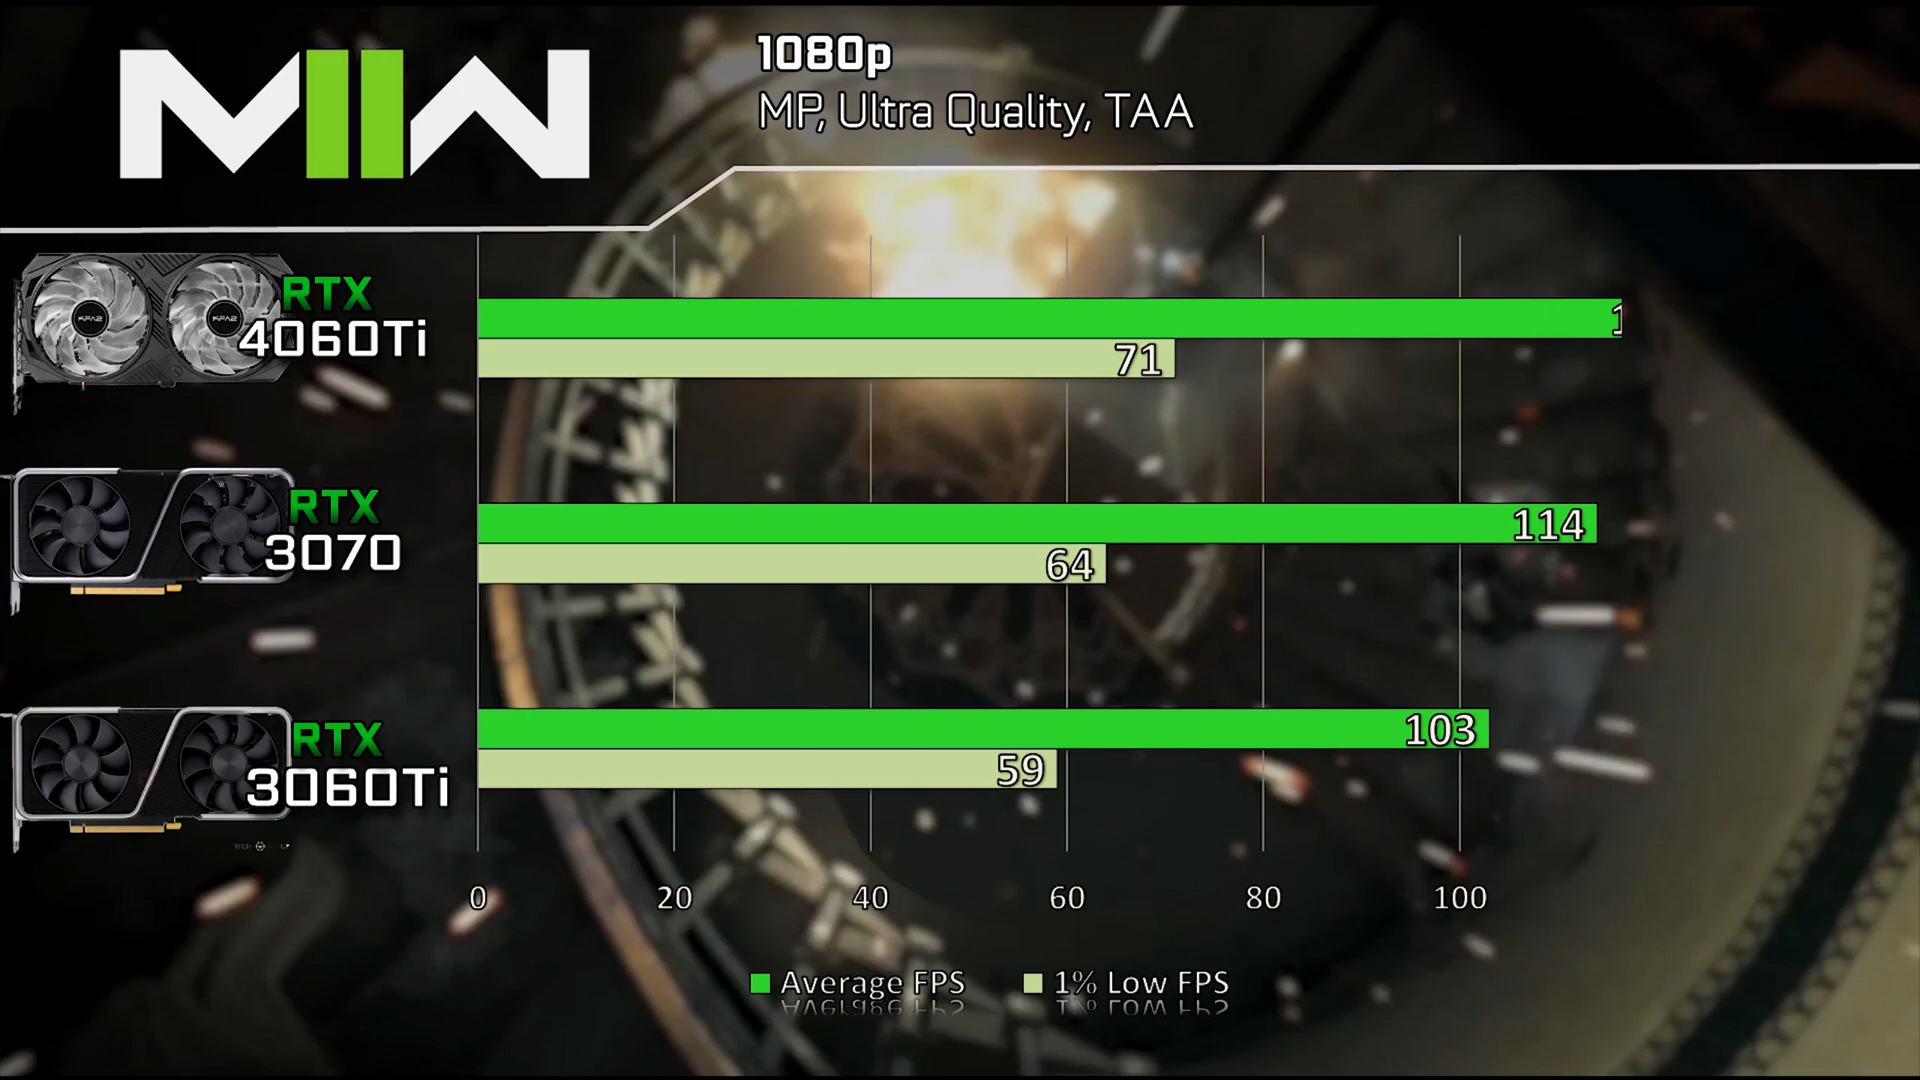 MIIW
1080p
MP, Ultra Quality, TAA
RTX
4060Ti
71
RTX
3070
114
64
RTX
3060Ti
103
59
0 20 40 60 80 100
Average FPS 1% Low FPS